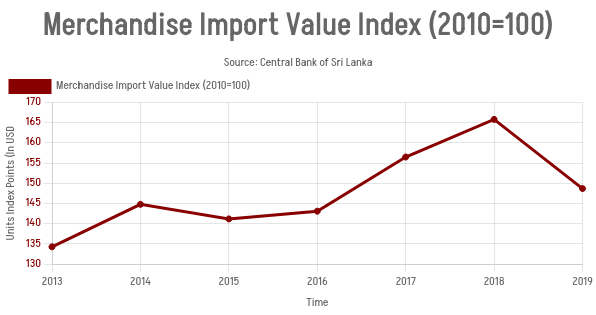 Merchandise Import Value Index (2010=100)
Source: Central Bank of Sri Lanka
Merchandise Import Value Index (2010=100)
170
165
160
155
150
145
140
135
130
Units Index Points (In USD
2013 2014 2015 2016 2017 2018 2019
Time